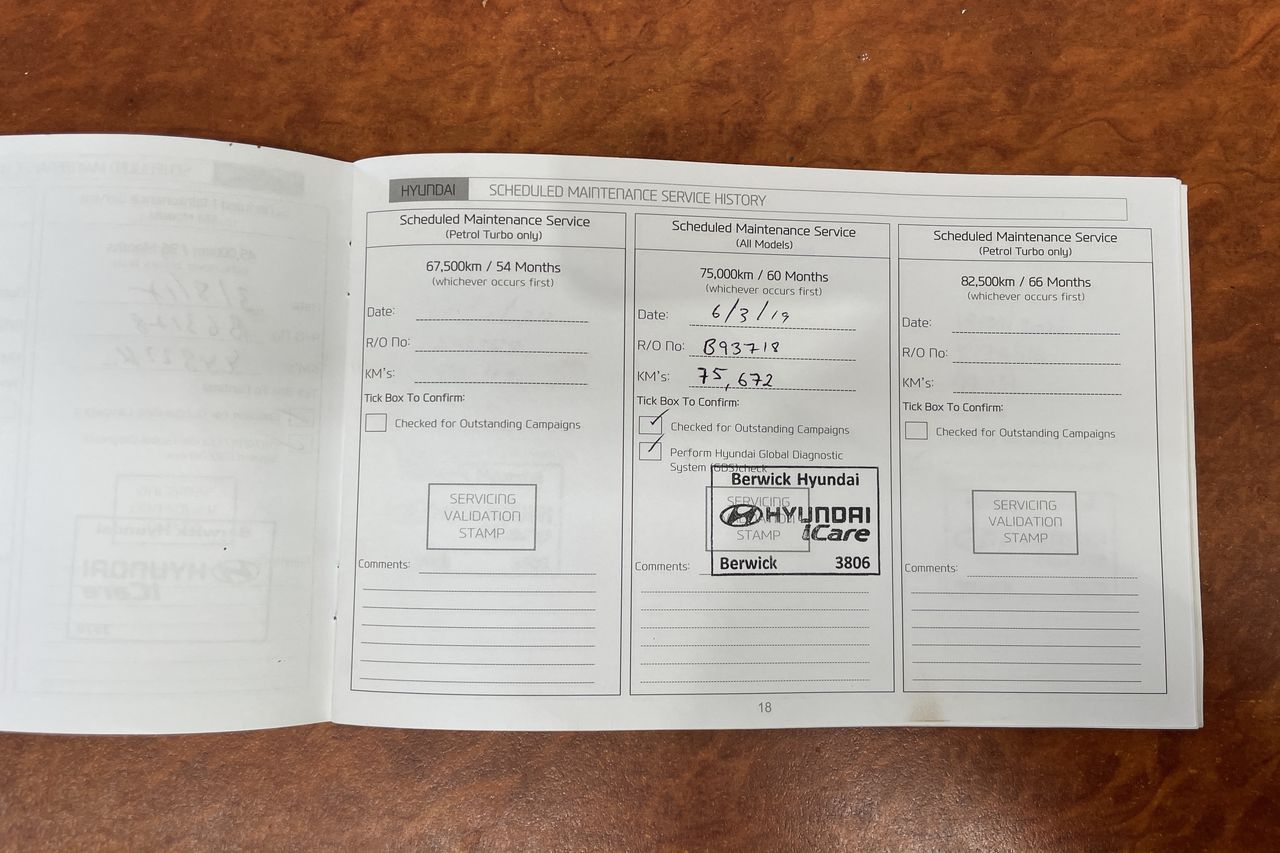 HYUNDAI SCHEDULED MAINTENANCE SERVICE HISTORY
Scheduled Maintenance Service
(Petrol Turbo only)
67,500km / 54 Months
(whichever occurs first)
Date:
R/O No:
KM's:
Tick Box To Confirm:
Checked for Outstanding Campaigns
SERVICING
VALIDATION
STAMP
Comments:
Scheduled Maintenance Service
(All Models)
75,000km / 60 Months
(whichever occurs first)
Date: 6/3/19
R/O No: B93718
KM's: 75,672
Tick Box To Confirm:
Checked for Outstanding Campaigns
Perform Hyundai Global Diagnostic
System (GDS)check
Berwick Hyundai
SERVICING
HYUNDAI
iCare
STAMP
Berwick 3806
Comments:
Scheduled Maintenance Service
(Petrol Turbo only)
82,500km / 66 Months
(whichever occurs first)
Date:
R/O No:
KM's:
Tick Box To Confirm:
Checked for Outstanding Campaigns
SERVICING
VALIDATION
STAMP
Comments:
18